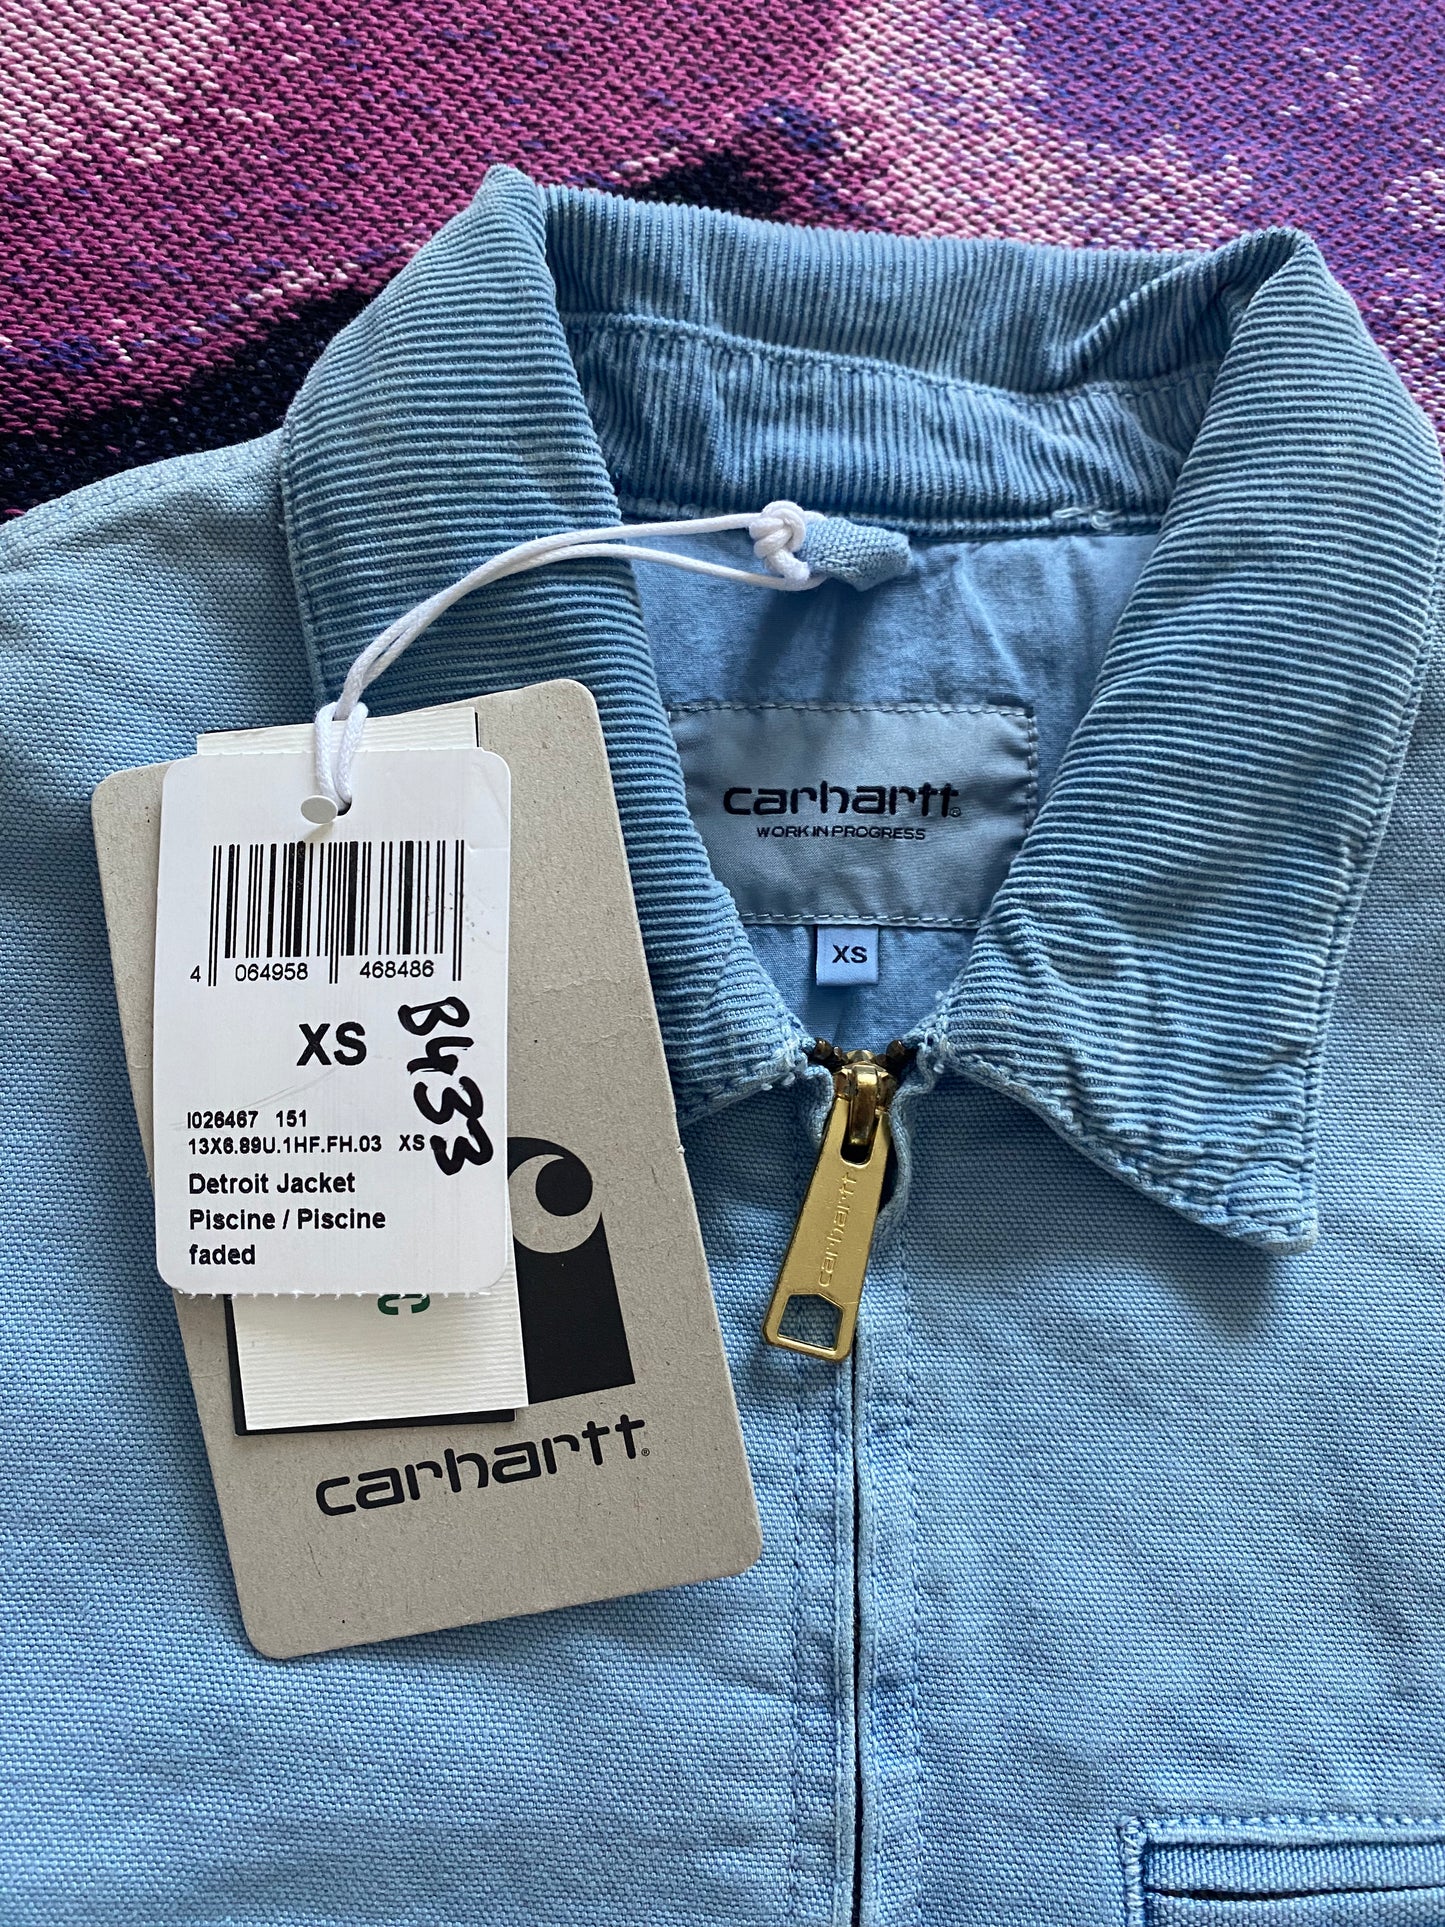 carhartt®
WORK IN PROGRESS
XS
4 064958 468486
XS
B433
I026467 151
13X6.89U.1HF.FH.03 XS
Detroit Jacket
Piscine / Piscine
faded
carhartt
carhartt®